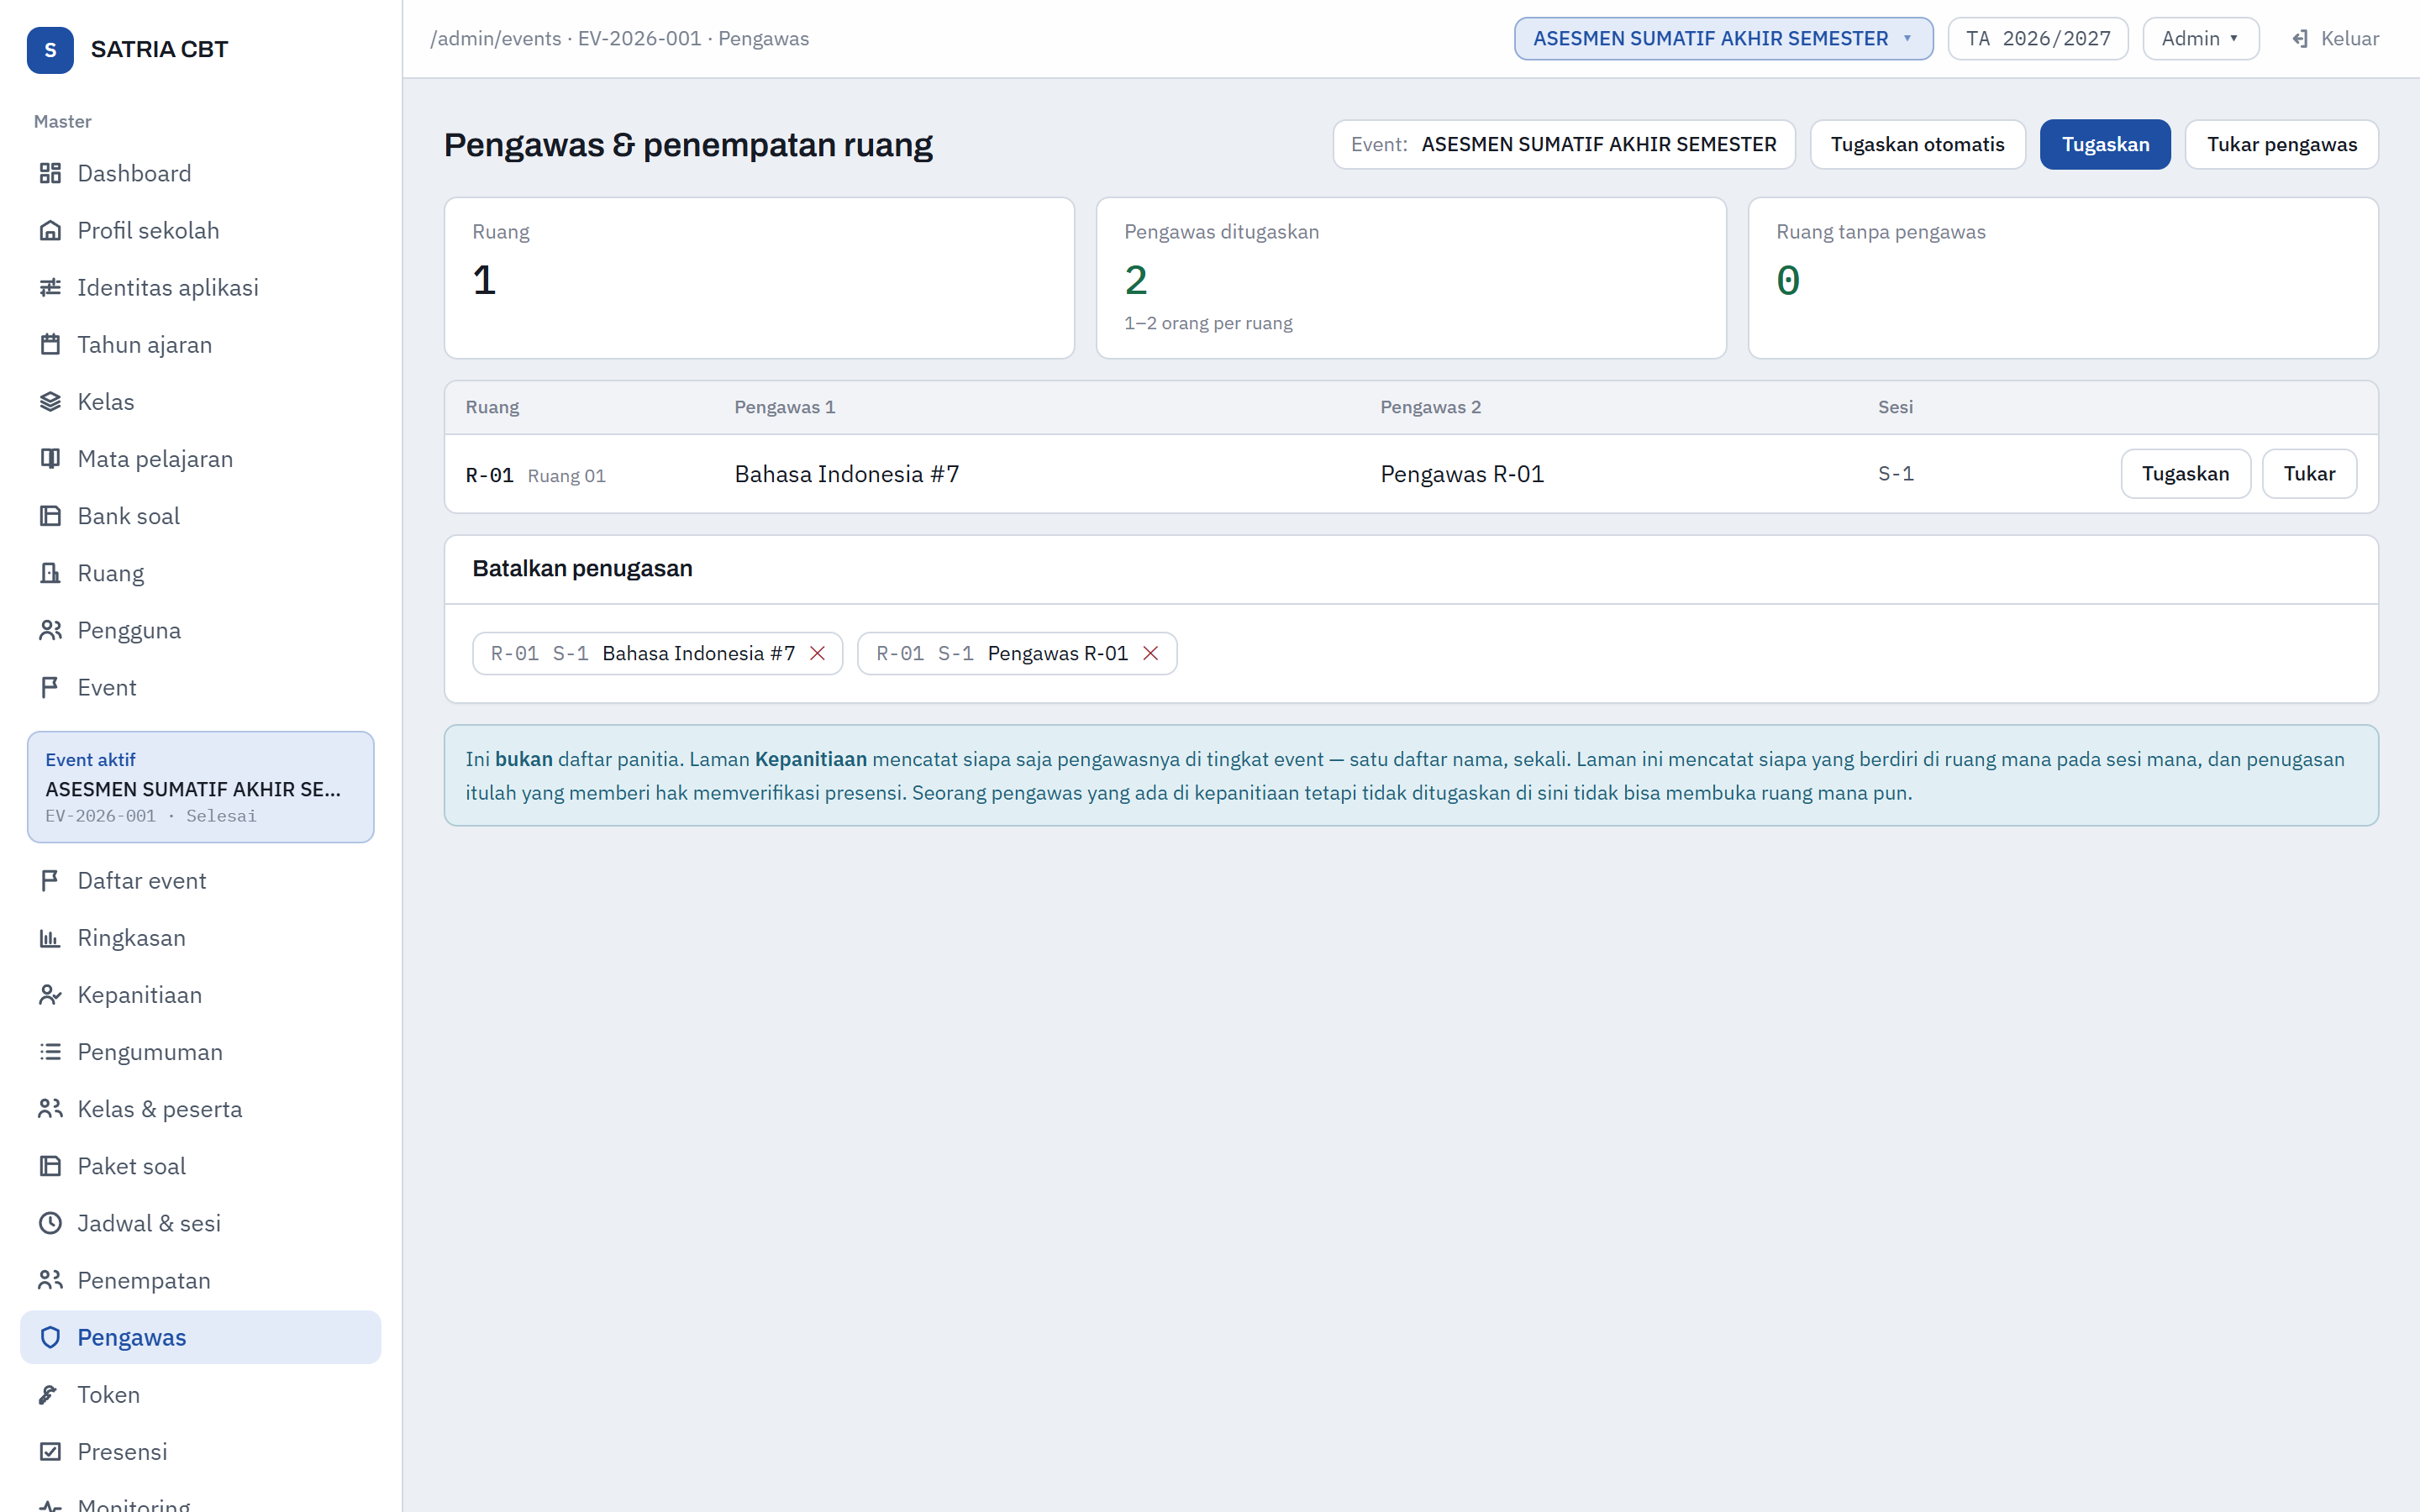 S SATRIA CBT
/admin/events · EV-2026-001 · Pengawas
ASESMEN SUMATIF AKHIR SEMESTER ▾
TA 2026/2027
Admin ▾
Keluar
Master
Dashboard
Profil sekolah
Identitas aplikasi
Tahun ajaran
Kelas
Mata pelajaran
Bank soal
Ruang
Pengguna
Event
Event aktif
ASESMEN SUMATIF AKHIR SE...
EV-2026-001 · Selesai
Daftar event
Ringkasan
Kepanitiaan
Pengumuman
Kelas & peserta
Paket soal
Jadwal & sesi
Penempatan
Pengawas
Token
Presensi
Monitoring
Pengawas & penempatan ruang
Event: ASESMEN SUMATIF AKHIR SEMESTER
Tugaskan otomatis
Tugaskan
Tukar pengawas
Ruang
1
Pengawas ditugaskan
2
1–2 orang per ruang
Ruang tanpa pengawas
0
Ruang Pengawas 1 Pengawas 2 Sesi
R-01 Ruang 01 Bahasa Indonesia #7 Pengawas R-01 S-1 Tugaskan Tukar
Batalkan penugasan
R-01 S-1 Bahasa Indonesia #7 × R-01 S-1 Pengawas R-01 ×
Ini bukan daftar panitia. Laman Kepanitiaan mencatat siapa saja pengawasnya di tingkat event — satu daftar nama, sekali. Laman ini mencatat siapa yang berdiri di ruang mana pada sesi mana, dan penugasan
itulah yang memberi hak memverifikasi presensi. Seorang pengawas yang ada di kepanitiaan tetapi tidak ditugaskan di sini tidak bisa membuka ruang mana pun.